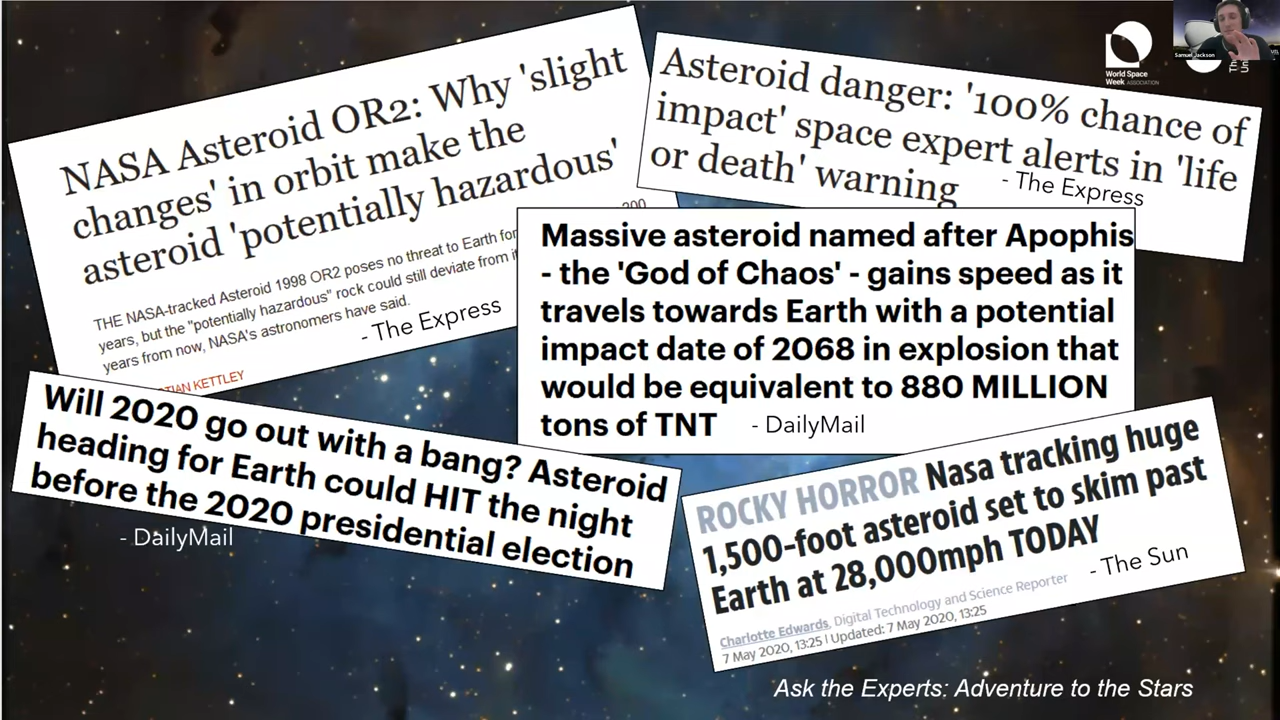 NASA Asteroid OR2: Why 'slight
changes' in orbit make the
asteroid 'potentially hazardous'
THE NASA-tracked Asteroid 1998 OR2 poses no threat to Earth for
200
years, but the "potentially hazardous" rock could still deviate from
years from now, NASA's astronomers have said.
- The Express
KETTLEY
Asteroid danger: '100% chance of
impact' space expert alerts in 'life
or death' warning
- The Express
World Space
Week ASSOCIATION
Samuel Jackson
Massive asteroid named after Apophis
- the 'God of Chaos' - gains speed as it
travels towards Earth with a potential
impact date of 2068 in explosion that
would be equivalent to 880 MILLION
tons of TNT
- DailyMail
Will 2020 go out with a bang? Asteroid
heading for Earth could HIT the night
before the 2020 presidential election
- DailyMail
ROCKY HORROR Nasa tracking huge
1,500-foot asteroid set to skim past
Earth at 28,000mph TODAY
- The Sun
Charlotte Edwards, Digital Technology and Science Reporter
7 May 2020, 13:25 | Updated: 7 May 2020, 13:25
Ask the Experts: Adventure to the Stars